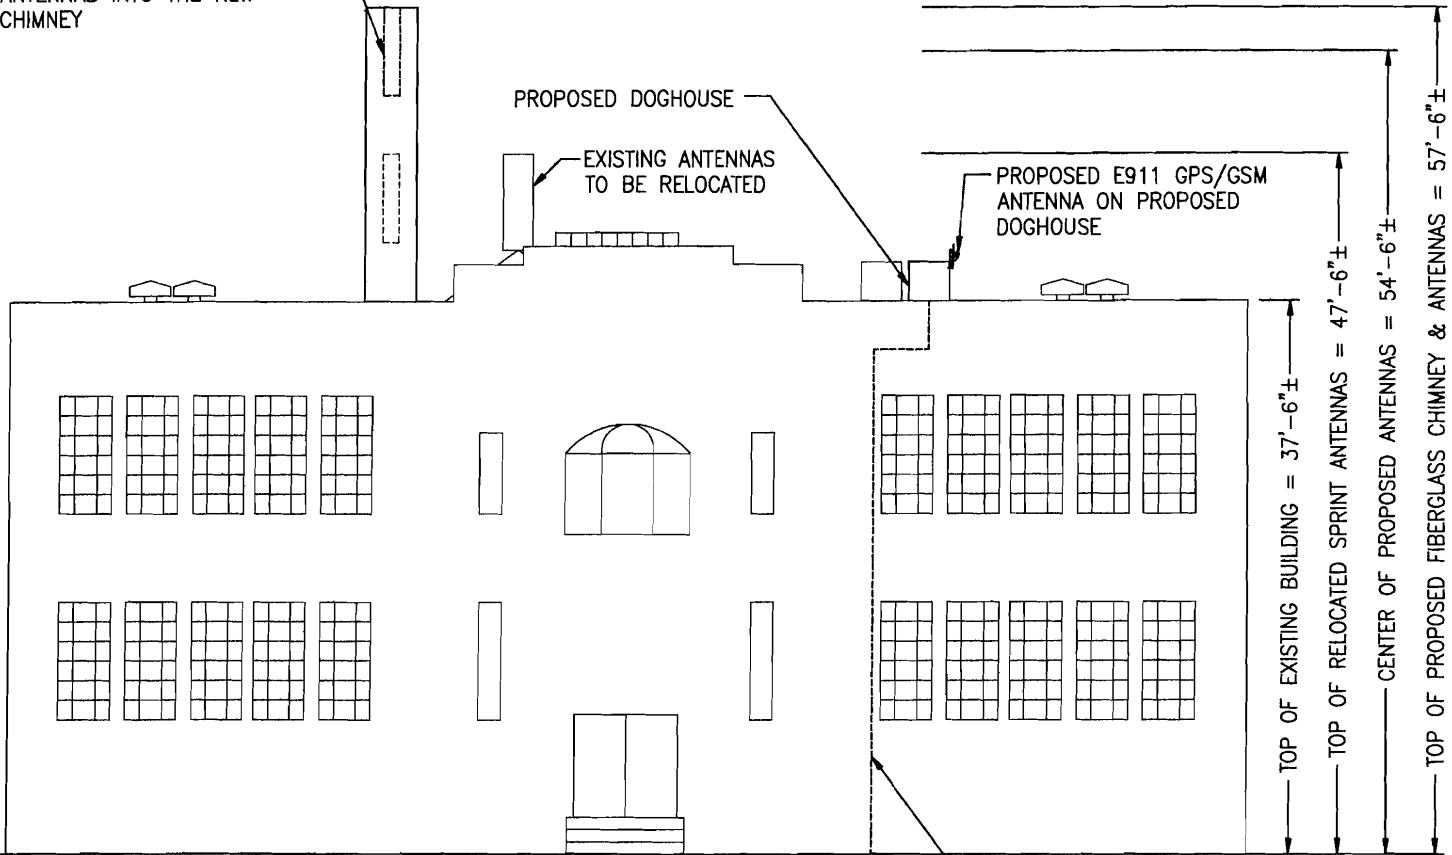 ANTENNAS INTO THE NEW
CHIMNEY
PROPOSED DOGHOUSE
EXISTING ANTENNAS
TO BE RELOCATED
PROPOSED E911 GPS/GSM
ANTENNA ON PROPOSED
DOGHOUSE
TOP OF EXISTING BUILDING = 37'-6"±
TOP OF RELOCATED SPRINT ANTENNAS = 47'-6"±
CENTER OF PROPOSED ANTENNAS = 54'-6"±
TOP OF PROPOSED FIBERGLASS CHIMNEY & ANTENNAS = 57'-6"±